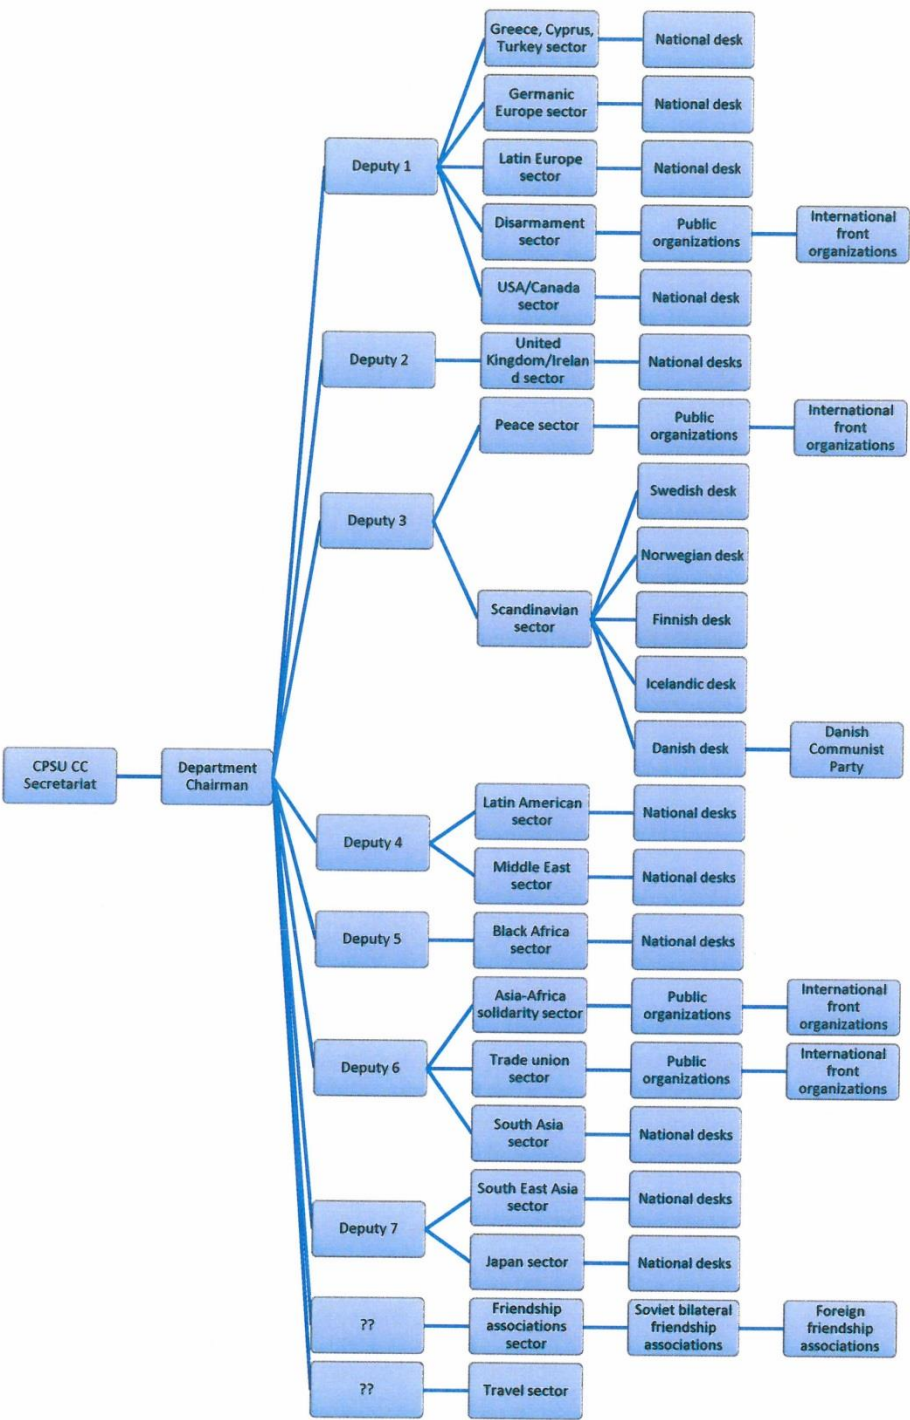 CPSU CC
Secretariat
Department
Chairman
Deputy 1
Greece, Cyprus,
Turkey sector
National desk
Germanic
Europe sector
National desk
Latin Europe
sector
National desk
Disarmament
sector
Public
organizations
International
front
organizations
USA/Canada
sector
National desk
Deputy 2
United
Kingdom/Irelan
d sector
National desks
Deputy 3
Peace sector
Public
organizations
International
front
organizations
Scandinavian
sector
Swedish desk
Norwegian desk
Finnish desk
Icelandic desk
Danish desk
Danish
Communist
Party
Deputy 4
Latin American
sector
National desks
Middle East
sector
National desks
Deputy 5
Black Africa
sector
National desks
Deputy 6
Asia-Africa
solidarity sector
Public
organizations
International
front
organizations
Trade union
sector
Public
organizations
International
front
organizations
South Asia
sector
National desks
Deputy 7
South East Asia
sector
National desks
Japan sector
National desks
??
Friendship
associations
sector
Soviet bilateral
friendship
associations
Foreign
friendship
associations
??
Travel sector